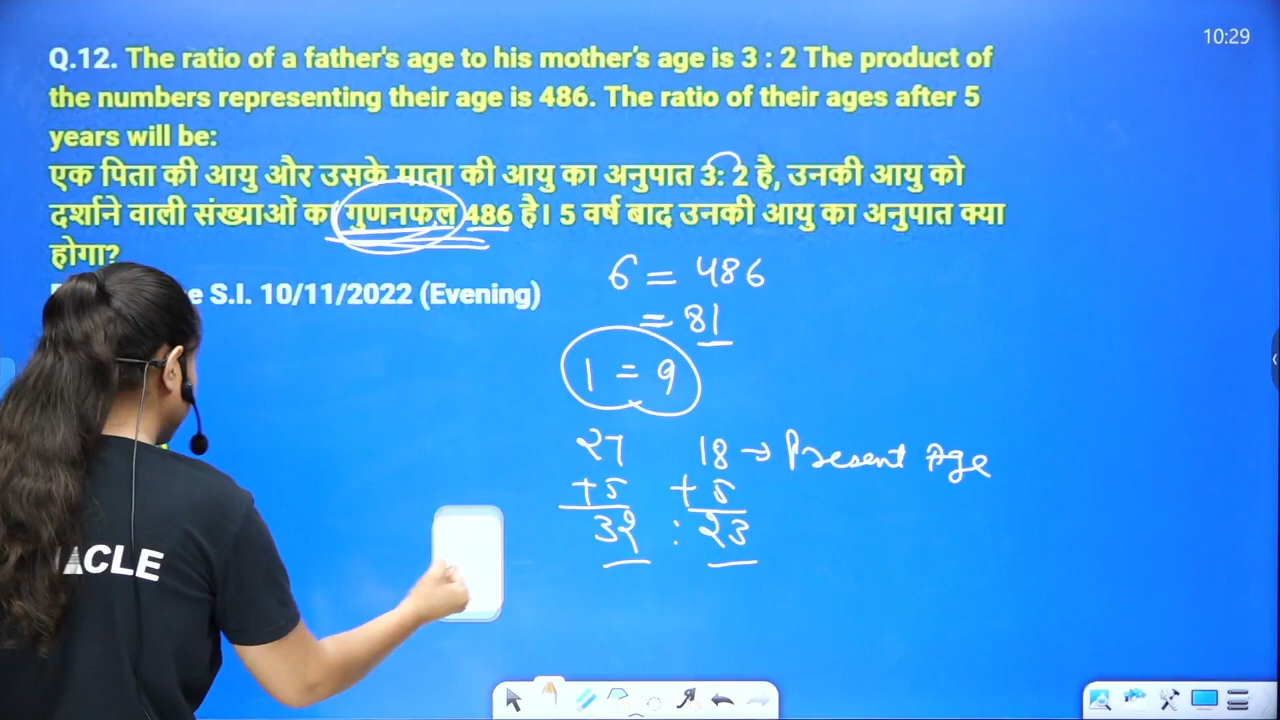 10:29
Q.12. The ratio of a father's age to his mother's age is 3 : 2 The product of
the numbers representing their age is 486. The ratio of their ages after 5
years will be:
एक पिता की आयु और उसके माता की आयु का अनुपात 3: 2 है, उनकी आयु को
दर्शाने वाली संख्याओं का गुणनफल 486 है। 5 वर्ष बाद उनकी आयु का अनुपात क्या
होगा?
e S.I. 10/11/2022 (Evening)
6 = 486
= 81
1 = 9
27 18 → Present Age
+5 +5
32 : 23
ACLE